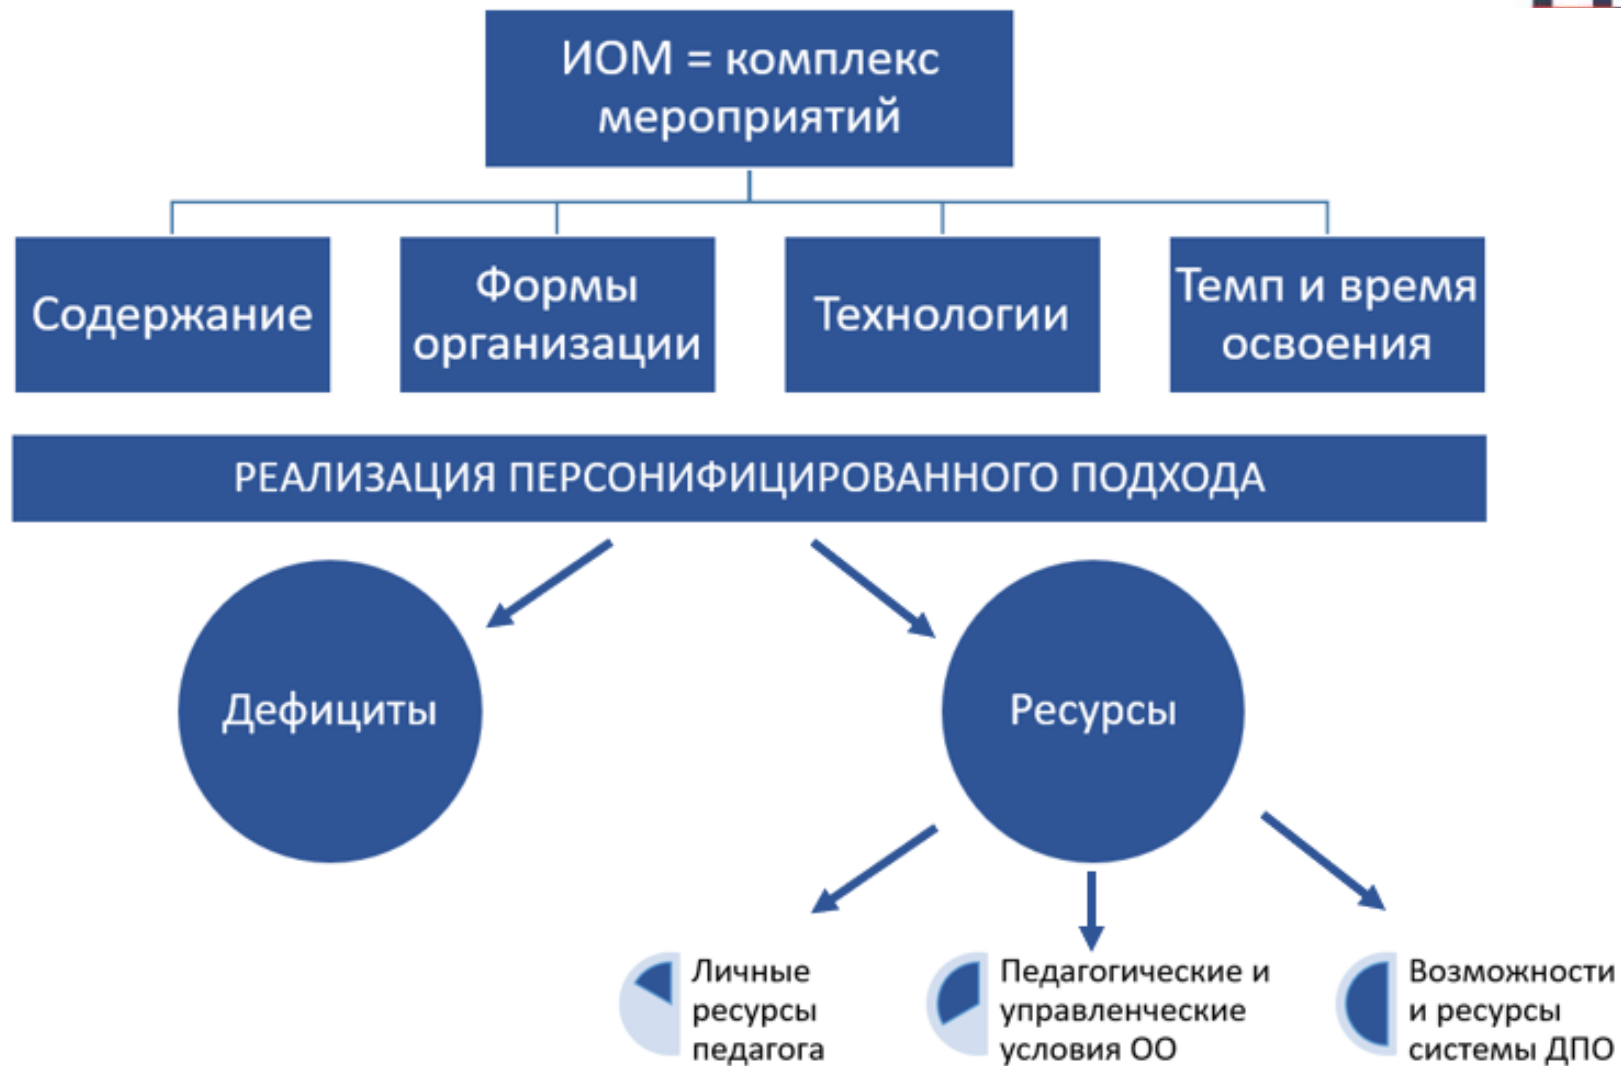 ИОМ = комплекс
мероприятий
Содержание
Формы
организации
Технологии
Темп и время
освоения
РЕАЛИЗАЦИЯ ПЕРСОНИФИЦИРОВАННОГО ПОДХОДА
Дефициты
Ресурсы
Личные
ресурсы
педагога
Педагогические и
управленческие
условия ОО
Возможности
и ресурсы
системы ДПО